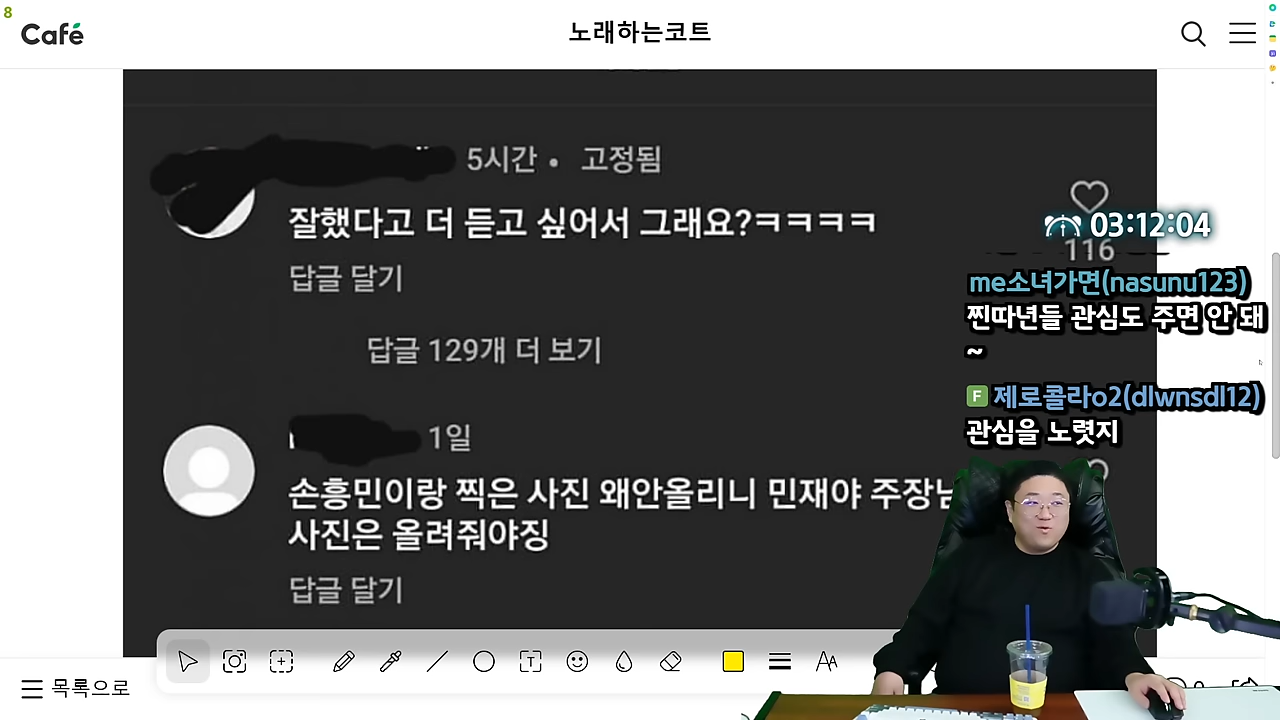 8
Café
노래하는코트
5시간 • 고정됨
잘했다고 더 듣고 싶어서 그래요?ㅋㅋㅋㅋ
답글 달기
답글 129개 더 보기
03:12:04
116
me소녀가면(nasunu123)
찐따년들 관심도 주면 안 돼
~
F 제로콜라o2(dlwnsdl12)
관심을 노렷지
1일
손흥민이랑 찍은 사진 왜안올리니 민재야 주장
사진은 올려줘야징
답글 달기
T
AA
목록으로